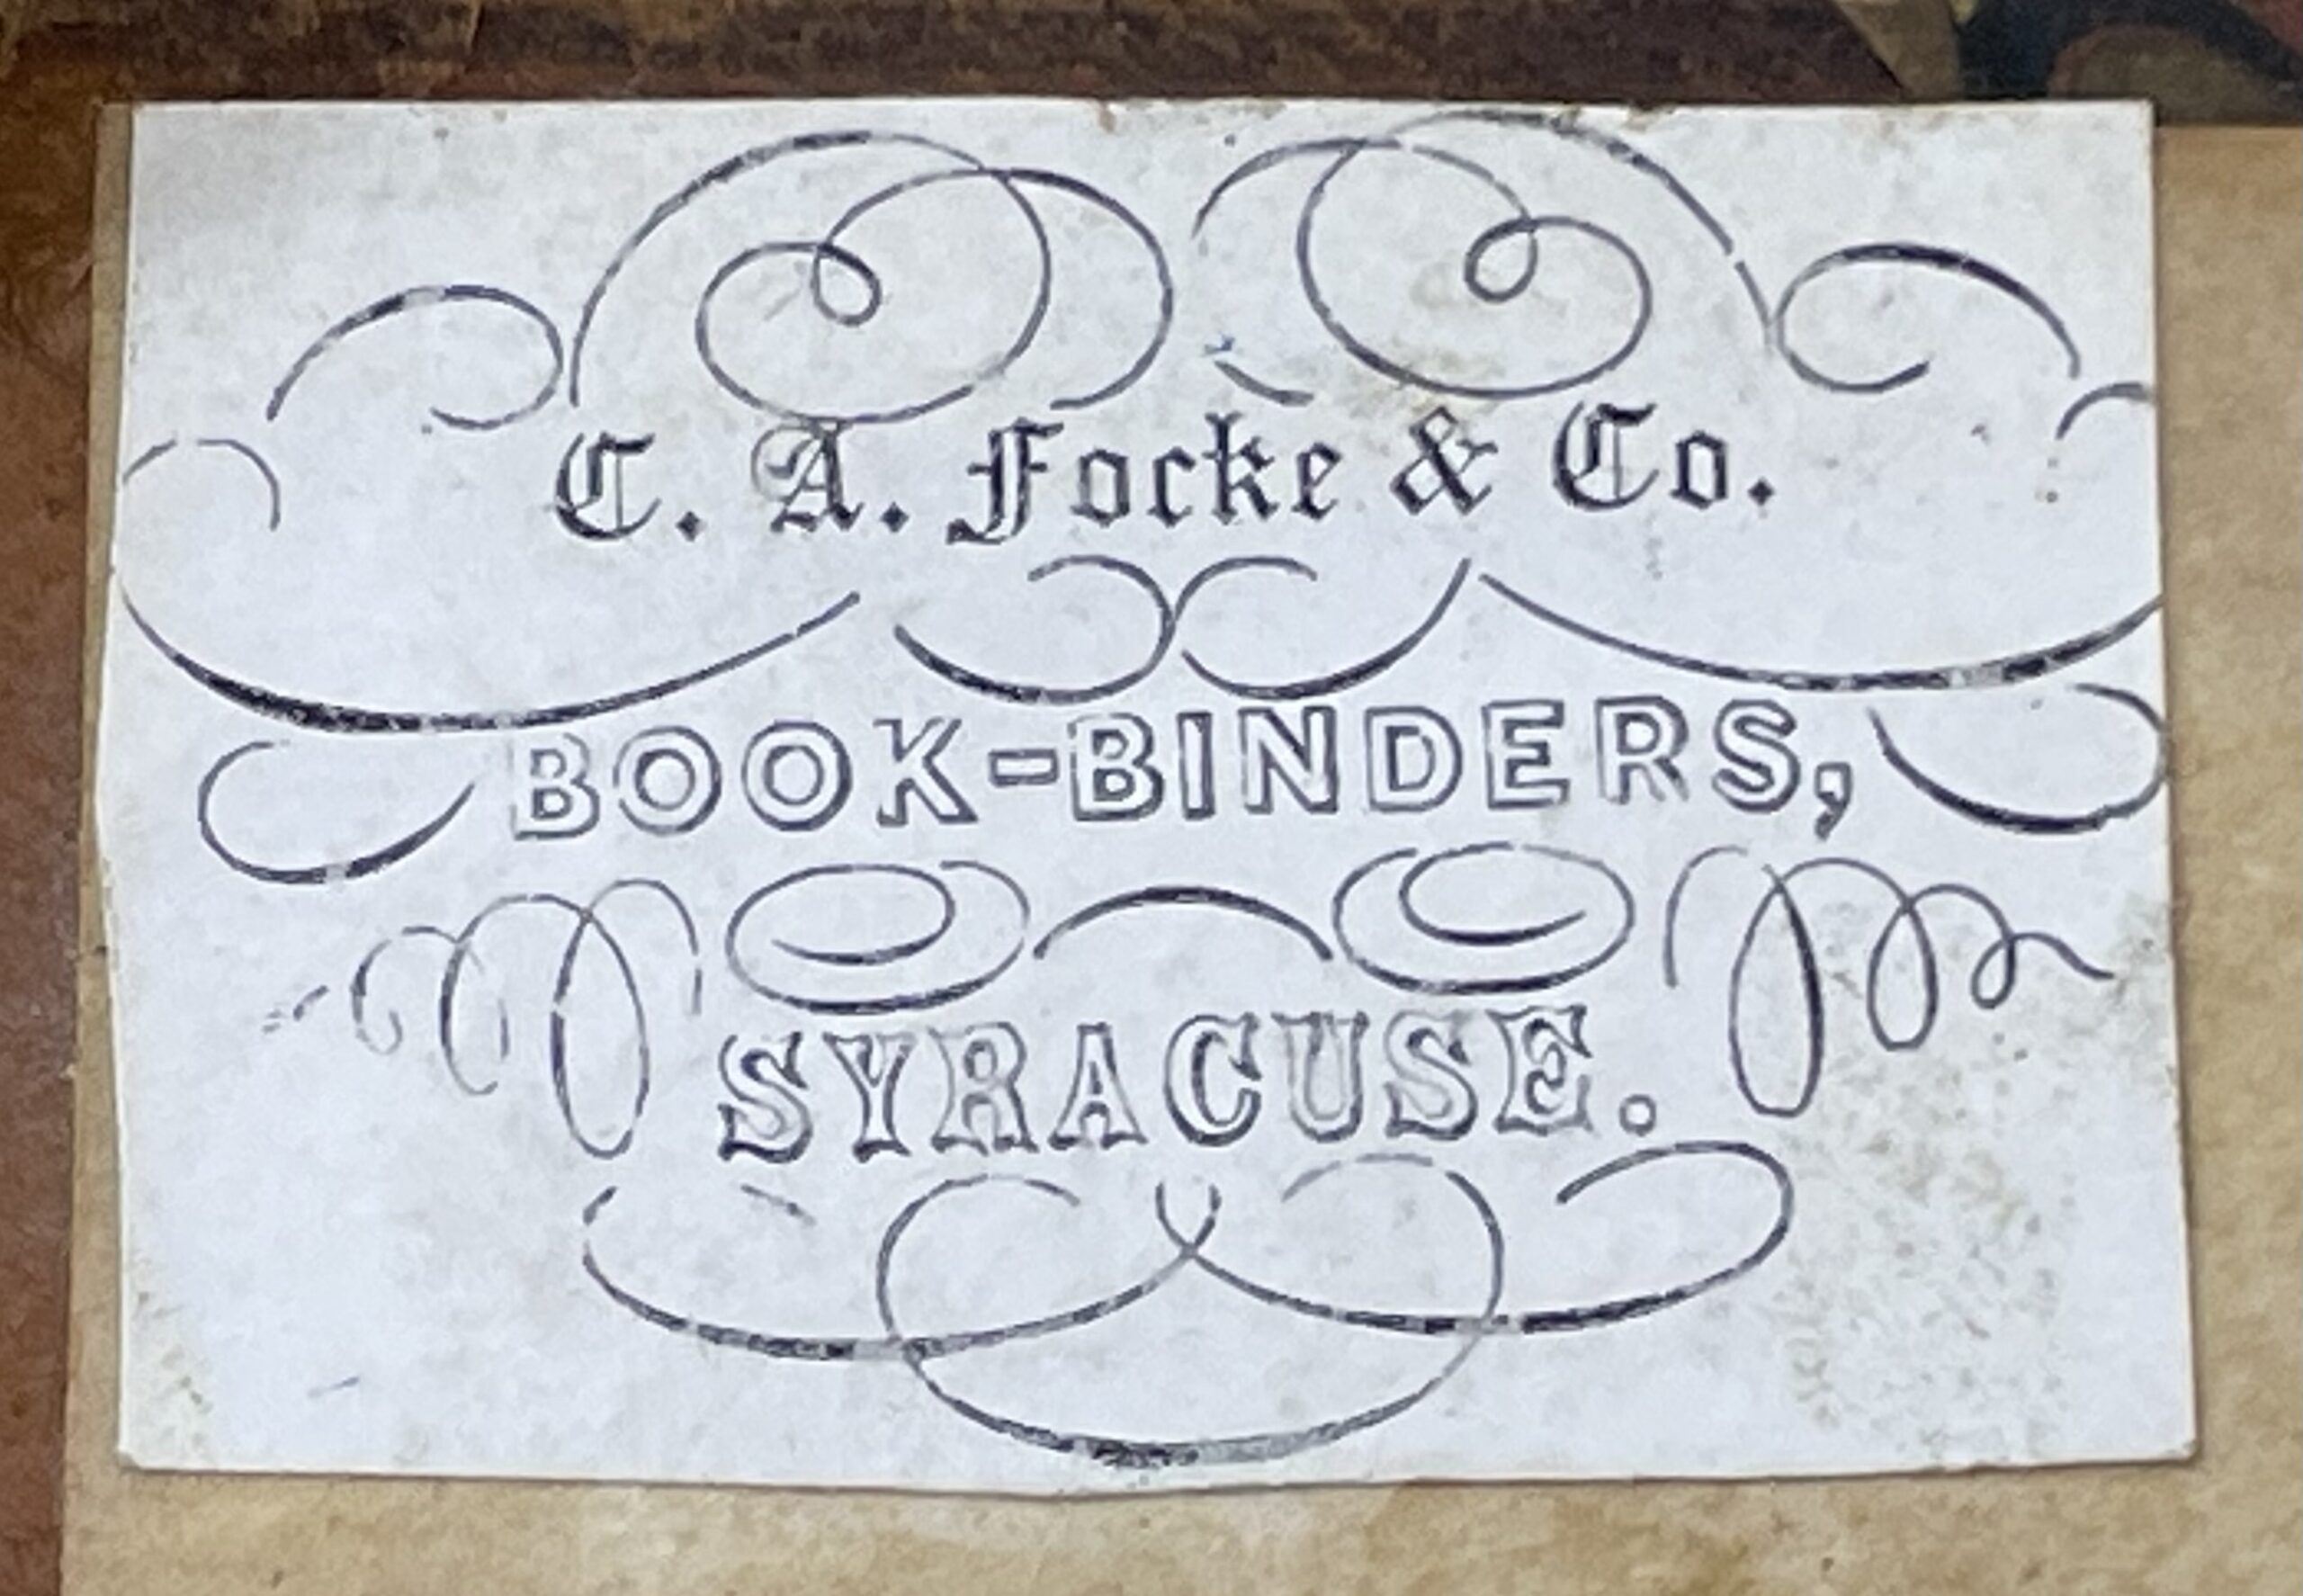 C. A. Focke & Co.
BOOK-BINDERS,
SYRACUSE.